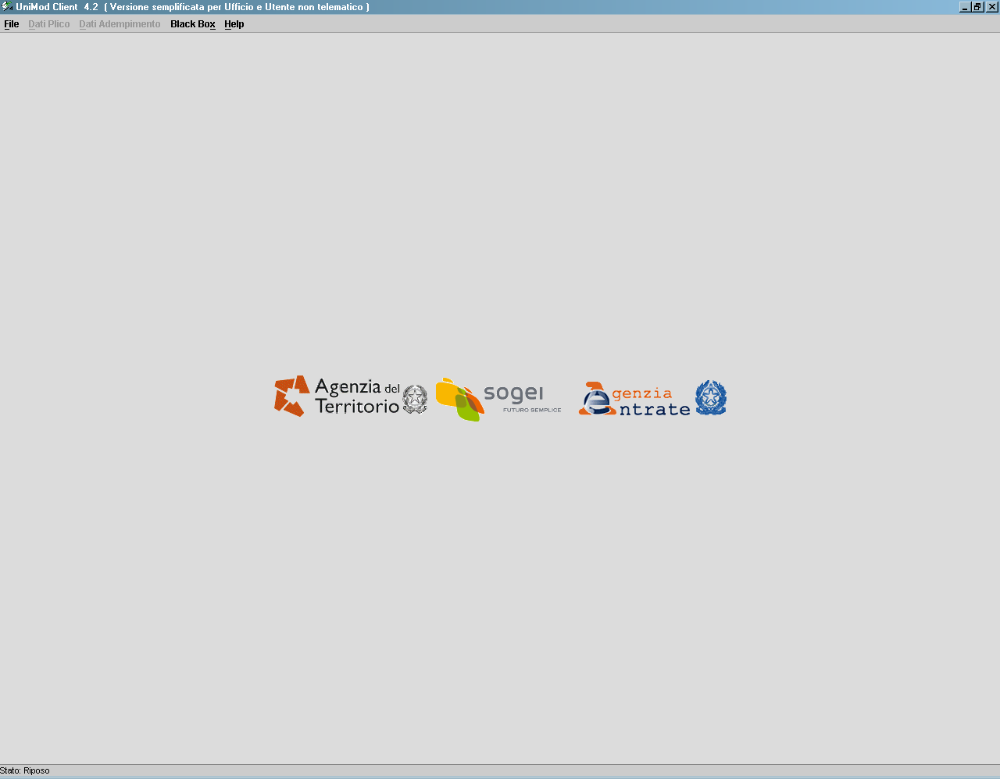 UniMod Client 4.2 ( Versione semplificata per Ufficio e Utente non telematico )
File Dati Plico Dati Adempimento Black Box Help
Agenzia del
Territorio
sogei
FUTURO SEMPLICE
genzia
ntrate
Stato: Riposo